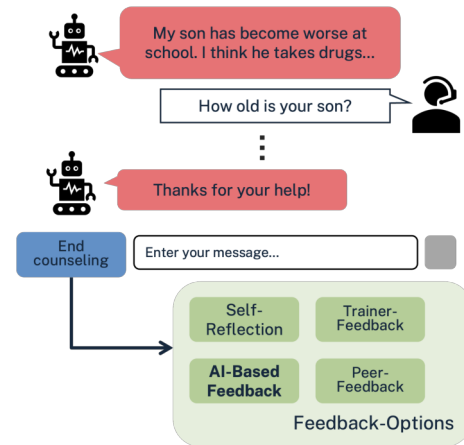 My son has become worse at
school. I think he takes drugs...
How old is your son?
Thanks for your help!
End
counseling
Enter your message...
Self-
Reflection
Trainer-
Feedback
AI-Based
Feedback
Peer-
Feedback
Feedback-Options